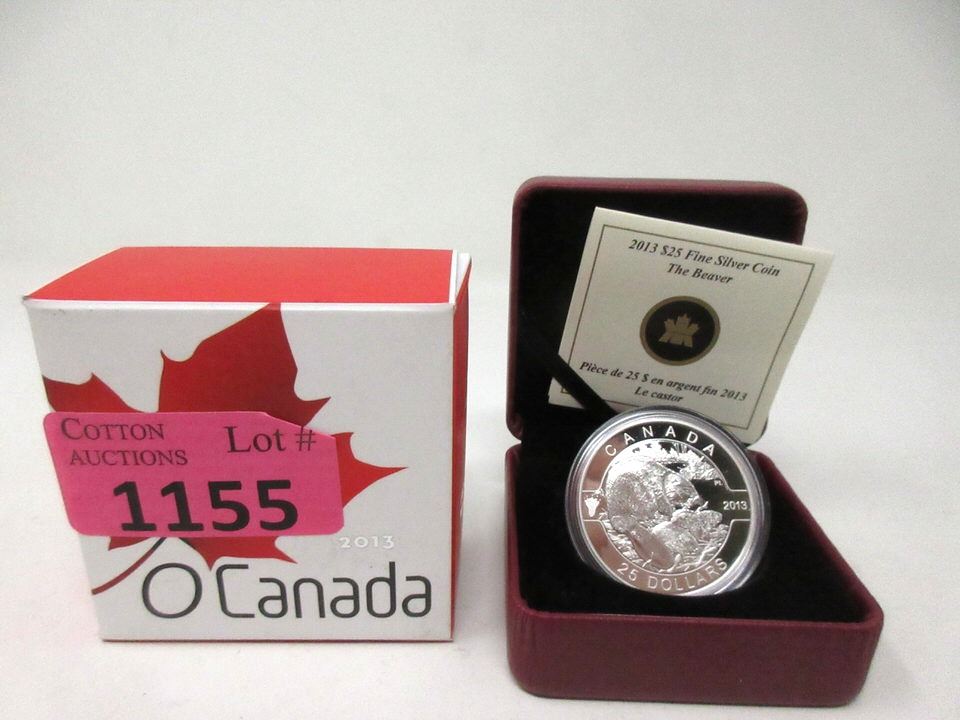 COTTON
AUCTIONS
Lot #
1155
2013
O Canada
2013 $25 Fine Silver Coin
The Beaver
Pièce de 25 $ en argent fin 2013
Le castor
CANADA
2013
25 DOLLARS